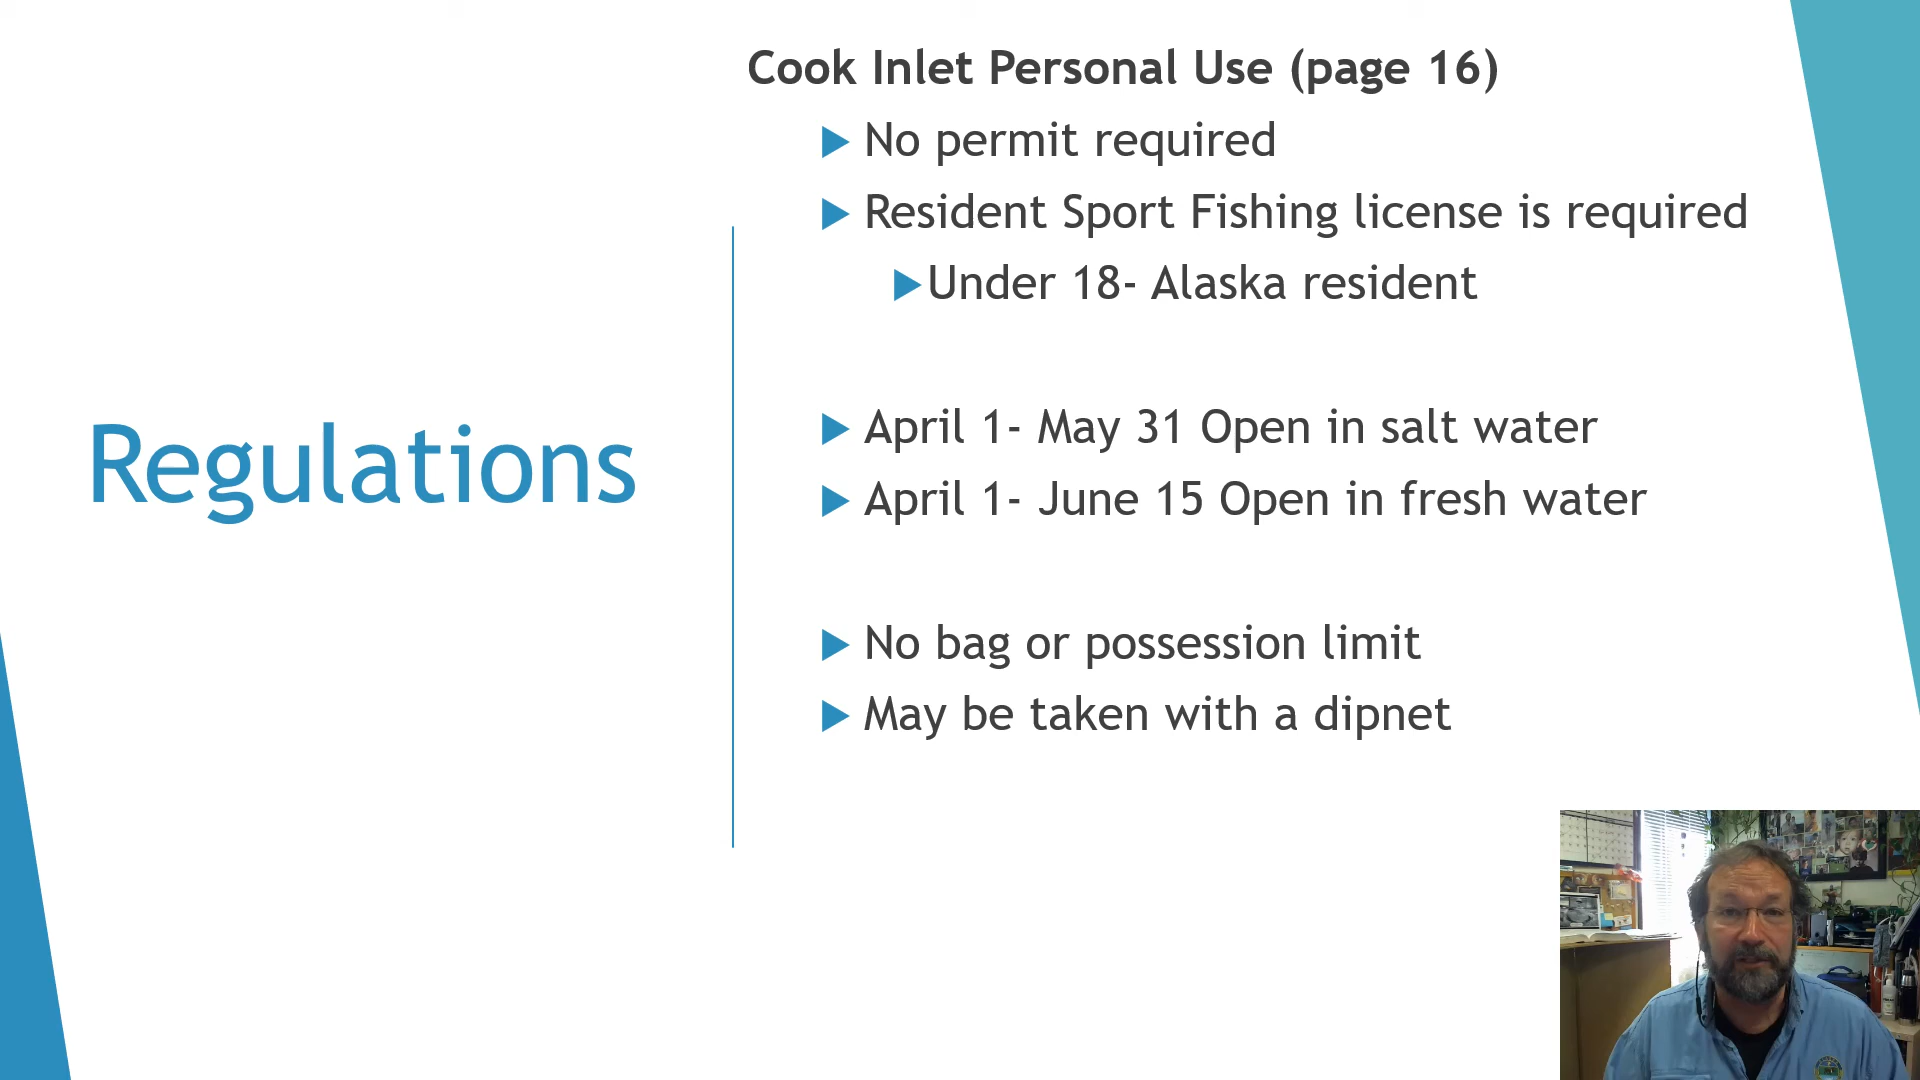 Cook Inlet Personal Use (page 16)
No permit required
Resident Sport Fishing license is required
Under 18- Alaska resident
Regulations
April 1- May 31 Open in salt water
April 1- June 15 Open in fresh water
No bag or possession limit
May be taken with a dipnet